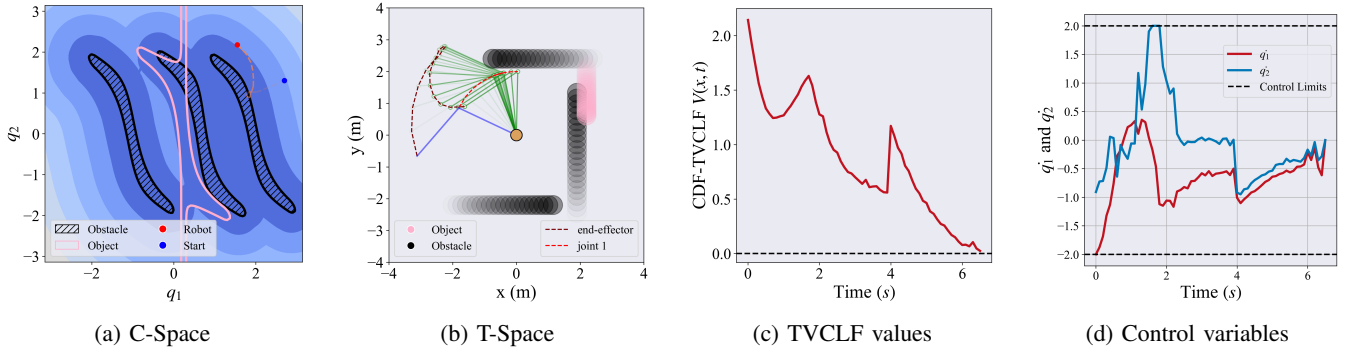 3
2
1
0
−1
−2
−3
q₂
−2
0
2
q₁
Obstacle
Object
Robot
Start
(a) C-Space
4
3
2
1
0
−1
−2
−3
−4
y (m)
−4
−2
0
2
4
x (m)
Object
Obstacle
end-effector
joint 1
(b) T-Space
2.0
1.5
1.0
0.5
0.0
CDF-TVCLF V(x, t)
0
2
4
6
Time (s)
(c) TVCLF values
2.0
1.5
1.0
0.5
0.0
−0.5
−1.0
−1.5
−2.0
q̇₁ and q̇₂
0
2
4
6
Time (s)
q̇₁
q̇₂
Control Limits
(d) Control variables